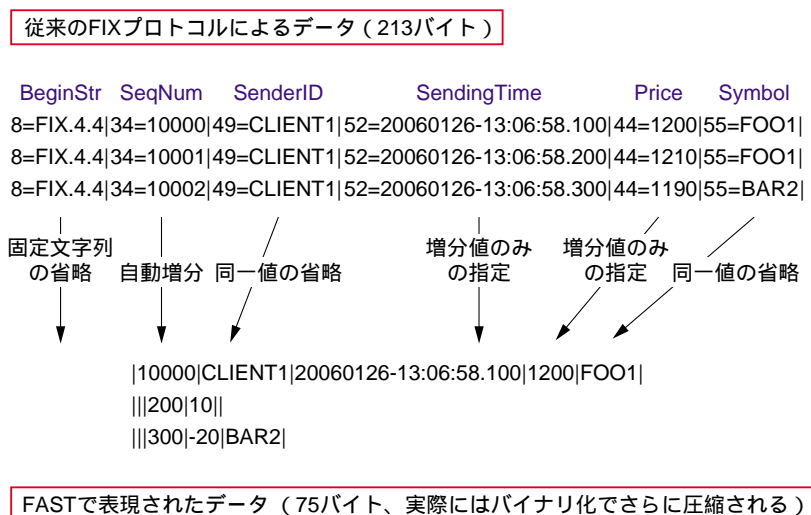 従来のFIXプロトコルによるデータ(213バイト)
BeginStr SeqNum SenderID SendingTime Price Symbol
8=FIX.4.4|34=10000|49=CLIENT1|52=20060126-13:06:58.100|44=1200|55=FOO1|
8=FIX.4.4|34=10001|49=CLIENT1|52=20060126-13:06:58.200|44=1210|55=FOO1|
8=FIX.4.4|34=10002|49=CLIENT1|52=20060126-13:06:58.300|44=1190|55=BAR2|
固定文字列の省略 自動増分 同一値の省略 増分値のみの指定 増分値のみの指定 同一値の省略
|10000|CLIENT1|20060126-13:06:58.100|1200|FOO1|
|||200|10||
|||300|-20|BAR2|
FASTで表現されたデータ(75バイト、実際にはバイナリ化でさらに圧縮される)